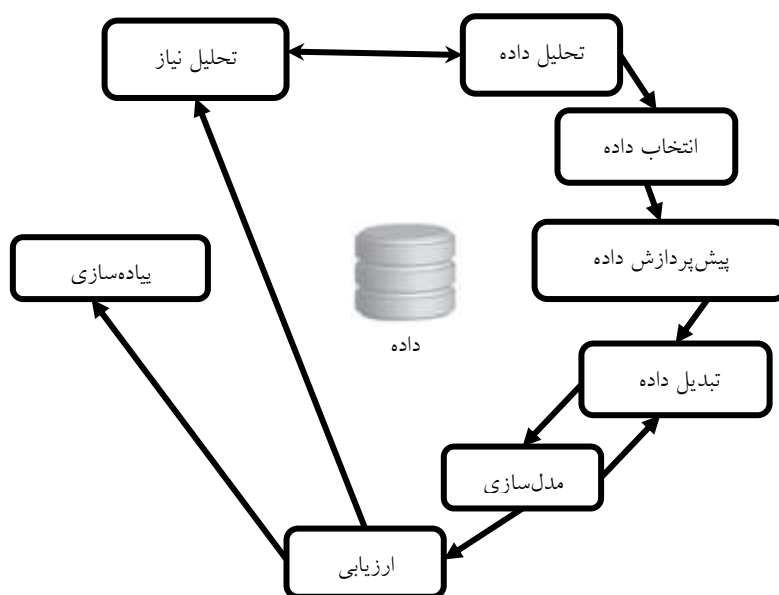 تحلیل نیاز
تحلیل داده
انتخاب داده
پیش‌پردازش داده
پیاده‌سازی
داده
تبدیل داده
مدل‌سازی
ارزیابی